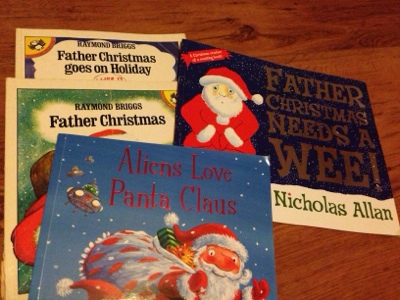 RAYMOND BRIGGS
Father Christmas
goes on Holiday
RAYMOND BRIGGS
Father Christmas
FATHER
CHRISTMAS
NEEDS A
WEE!
Nicholas Allan
Aliens Love
Panta Claus